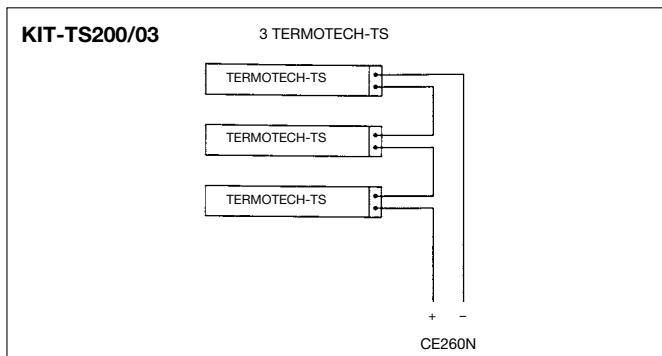 KIT-TS200/03
3 TERMOTECH-TS
TERMOTECH-TS
TERMOTECH-TS
TERMOTECH-TS
+ −
CE260N